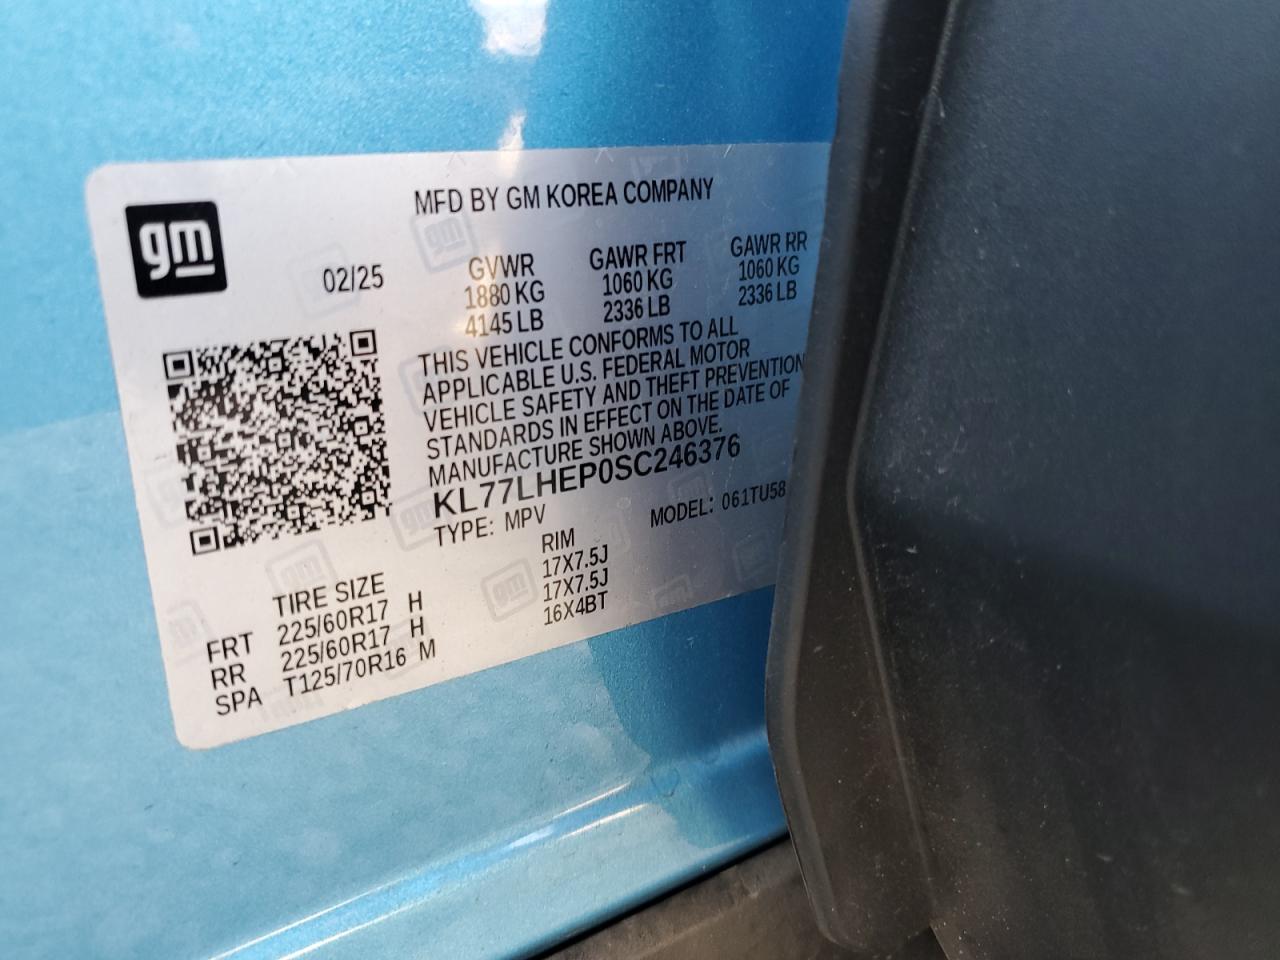 gm
MFD BY GM KOREA COMPANY
02/25
GVWR GAWR FRT GAWR RR
1880 KG 1060 KG 1060 KG
4145 LB 2336 LB 2336 LB
THIS VEHICLE CONFORMS TO ALL
APPLICABLE U.S. FEDERAL MOTOR
VEHICLE SAFETY AND THEFT PREVENTION
STANDARDS IN EFFECT ON THE DATE OF
MANUFACTURE SHOWN ABOVE.
KL77LHEP0SC246376
TYPE: MPV MODEL: 061TU58
TIRE SIZE RIM
FRT 225/60R17 H 17X7.5J
RR 225/60R17 H 17X7.5J
SPA T125/70R16 M 16X4BT